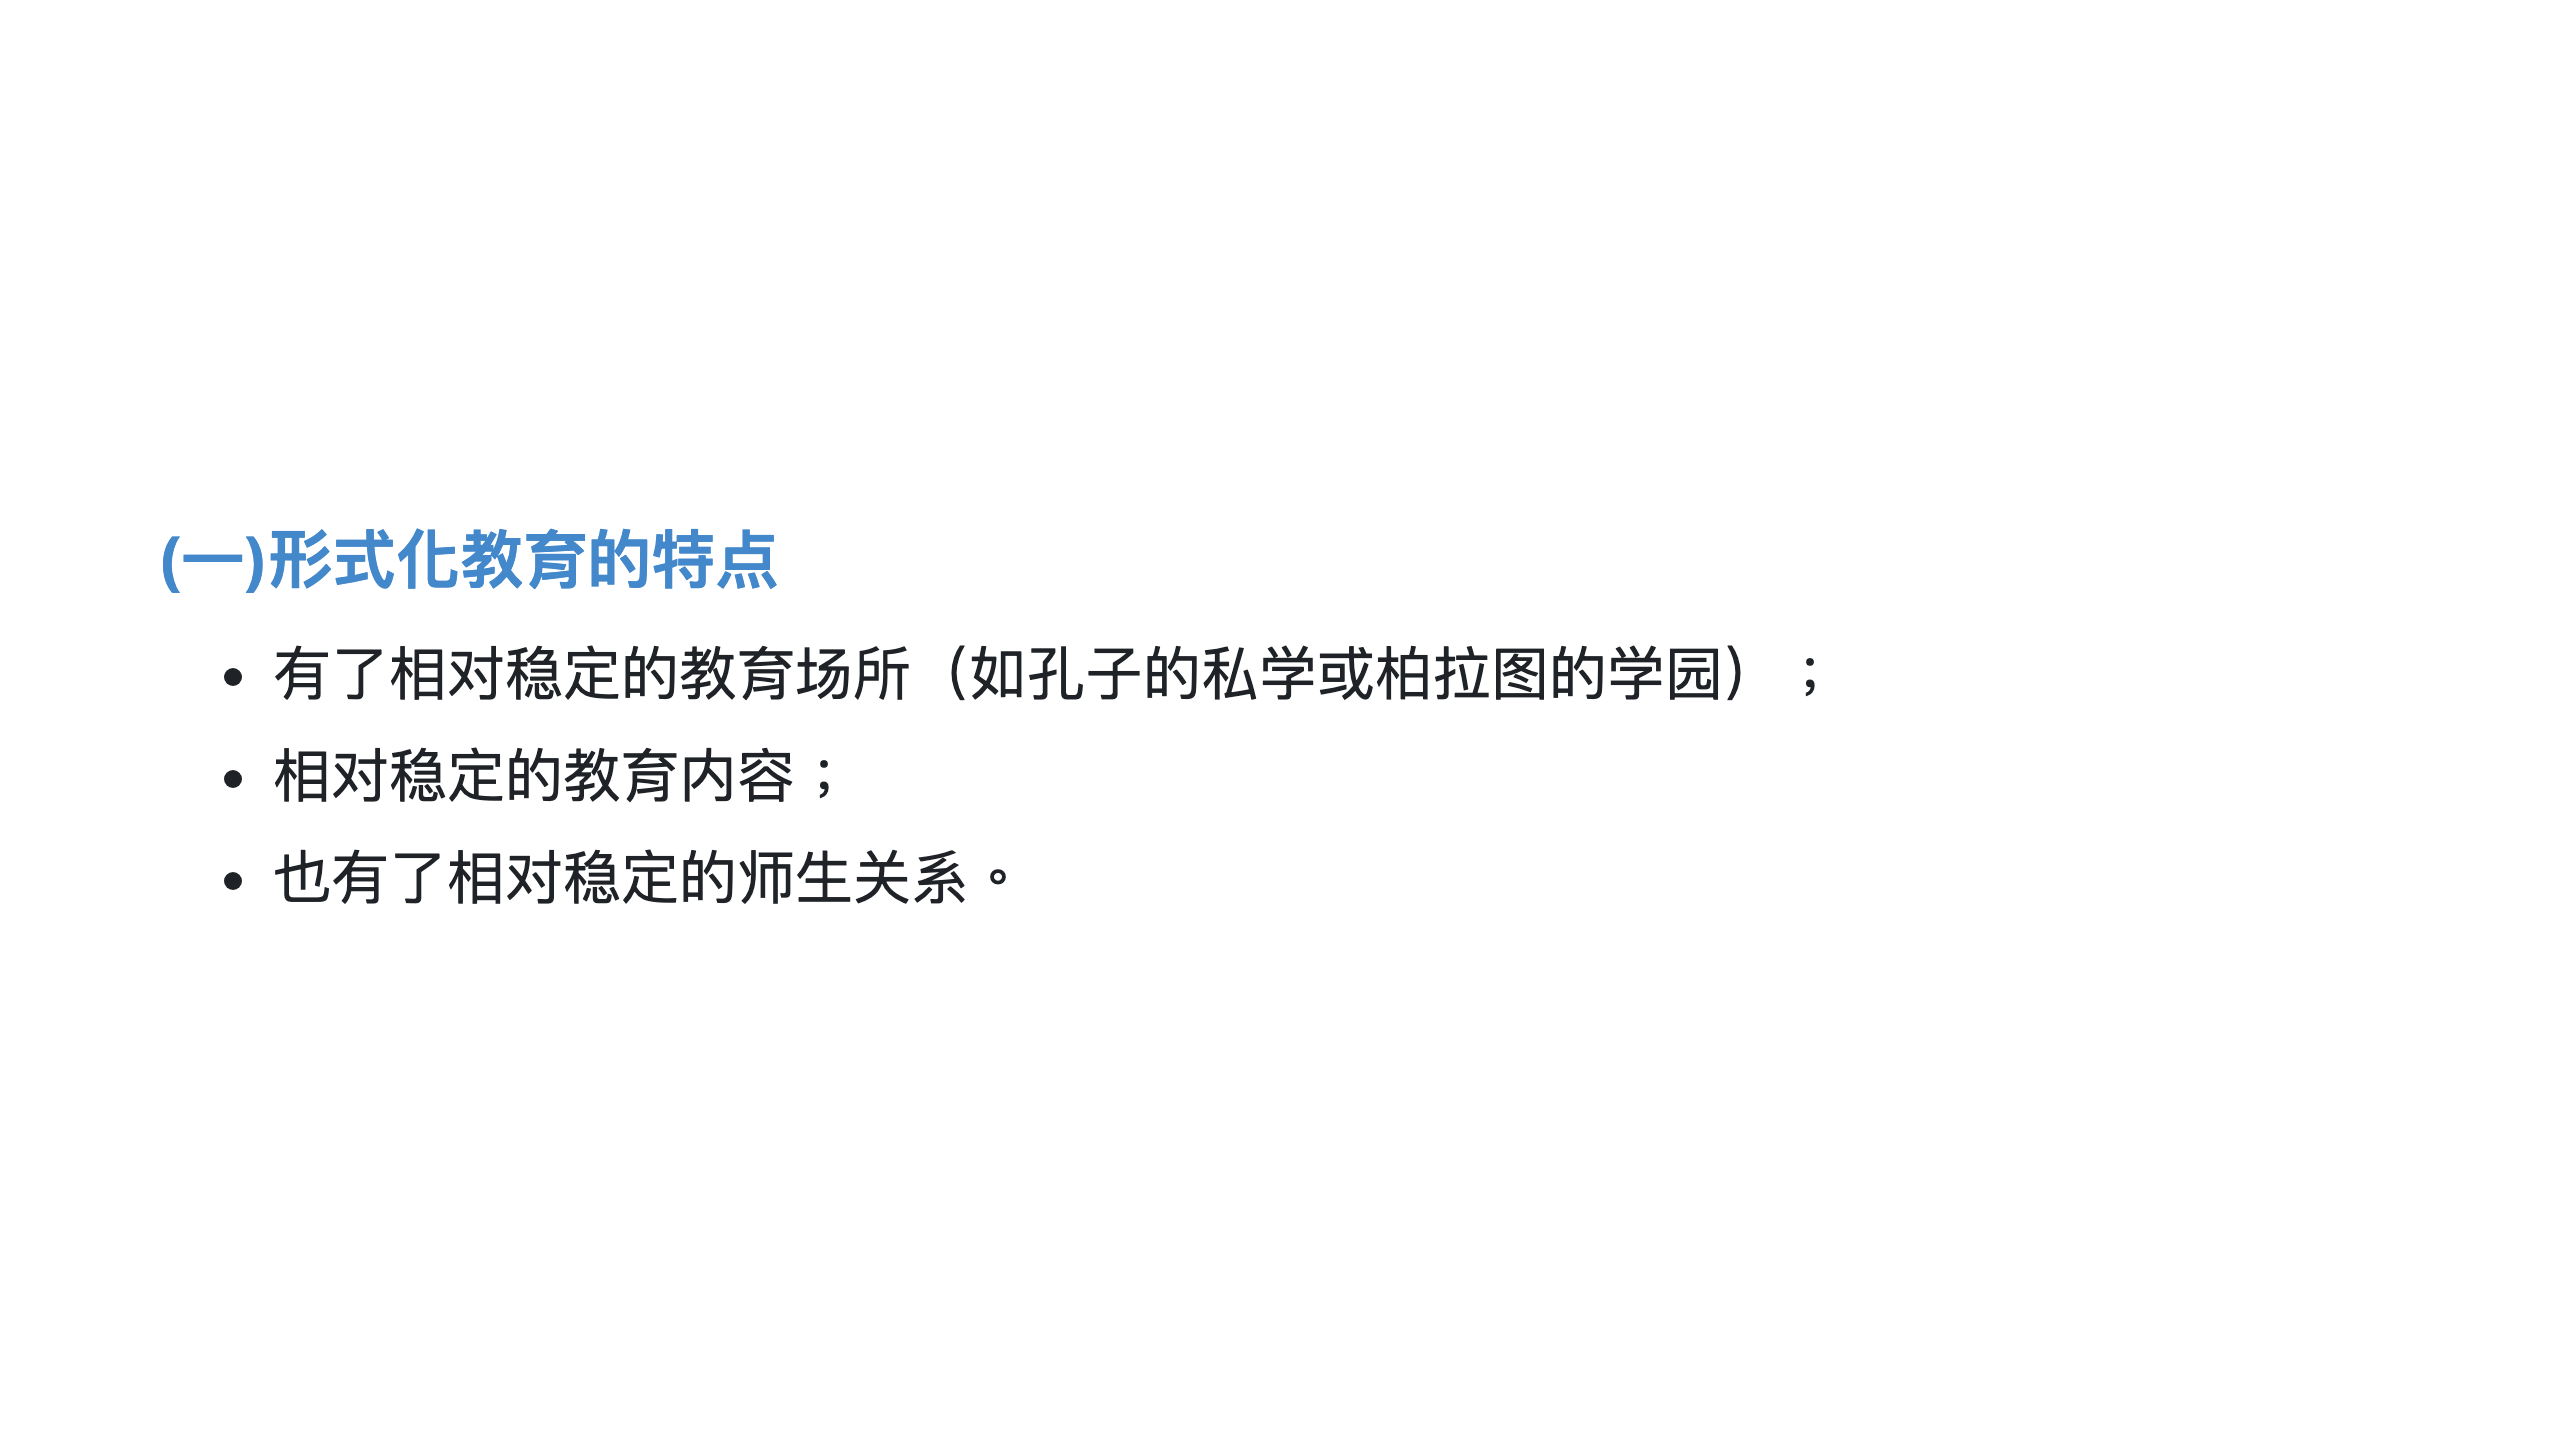 (一)形式化教育的特点
• 有了相对稳定的教育场所（如孔子的私学或柏拉图的学园）；
• 相对稳定的教育内容；
• 也有了相对稳定的师生关系。